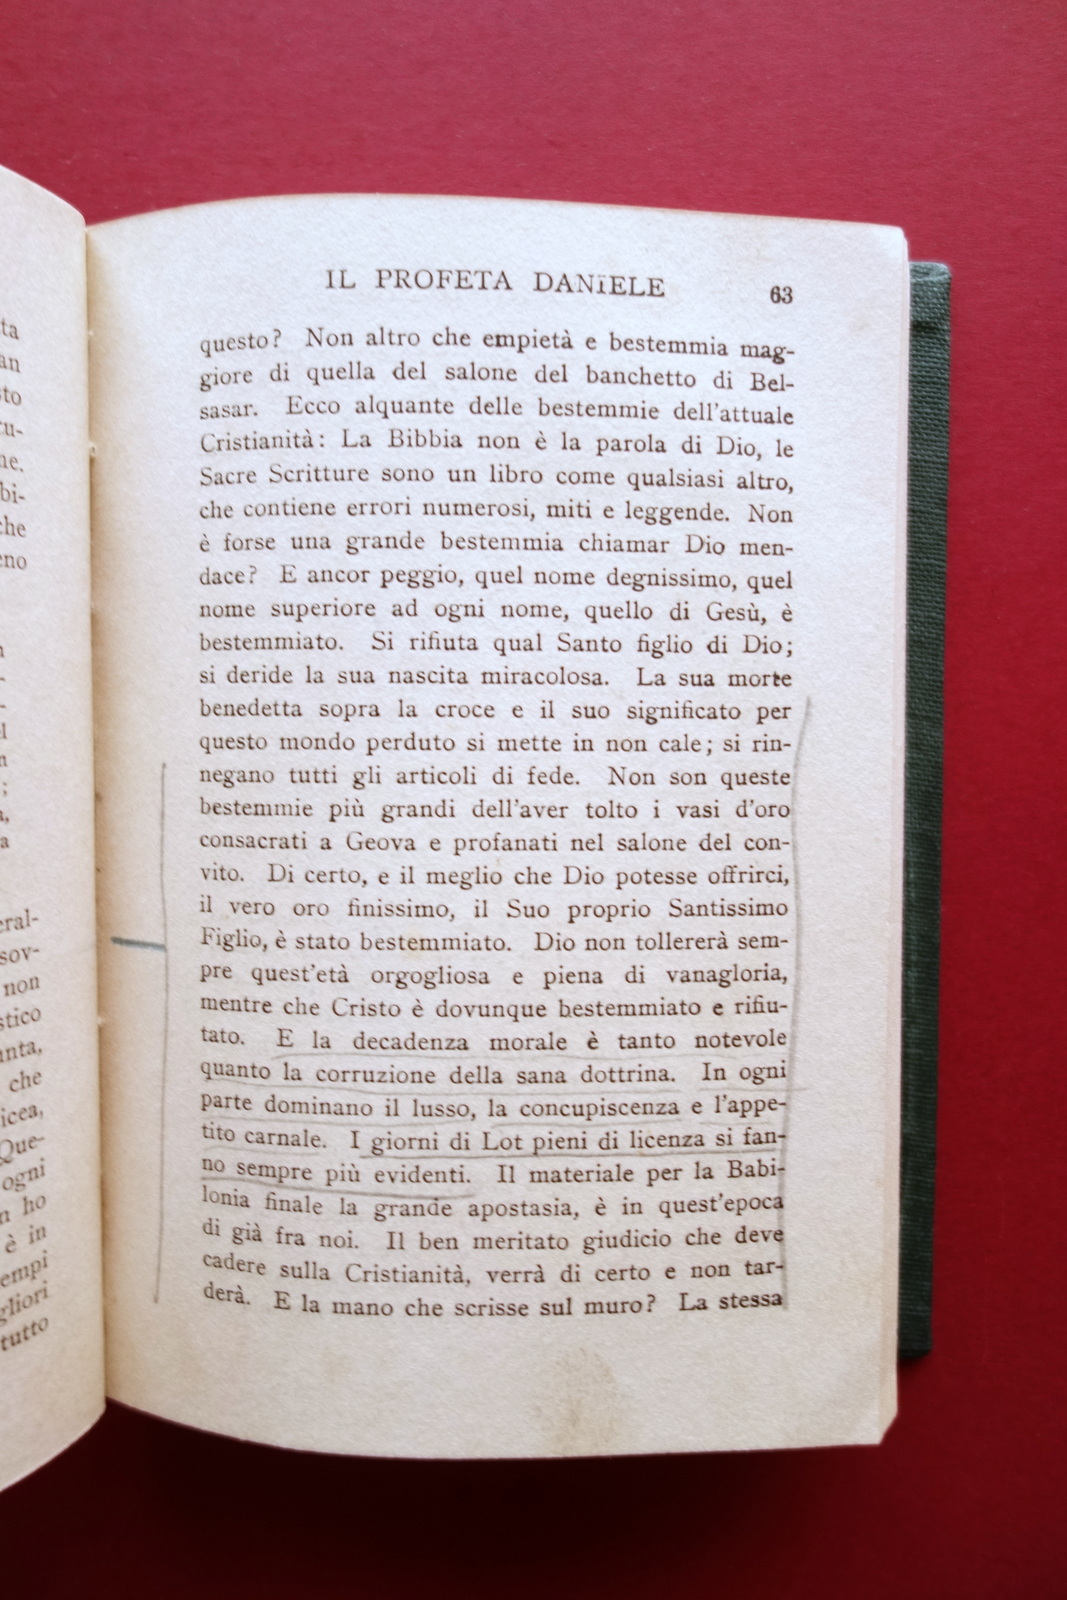 IL PROFETA DANIELE 63
questo? Non altro che empietà e bestemmia mag-
giore di quella del salone del banchetto di Bel-
sasar. Ecco alquante delle bestemmie dell'attuale
Cristianità: La Bibbia non è la parola di Dio, le
Sacre Scritture sono un libro come qualsiasi altro,
che contiene errori numerosi, miti e leggende. Non
è forse una grande bestemmia chiamar Dio men-
dace? E ancor peggio, quel nome degnissimo, quel
nome superiore ad ogni nome, quello di Gesù, è
bestemmiato. Si rifiuta qual Santo figlio di Dio;
si deride la sua nascita miracolosa. La sua morte
benedetta sopra la croce e il suo significato per
questo mondo perduto si mette in non cale; si rin-
negano tutti gli articoli di fede. Non son queste
bestemmie più grandi dell'aver tolto i vasi d'oro
consacrati a Geova e profanati nel salone del con-
vito. Di certo, e il meglio che Dio potesse offrirci,
il vero oro finissimo, il Suo proprio Santissimo
Figlio, è stato bestemmiato. Dio non tollererà sem-
pre quest'età orgogliosa e piena di vanagloria,
mentre che Cristo è dovunque bestemmiato e rifiu-
tato. E la decadenza morale è tanto notevole
quanto la corruzione della sana dottrina. In ogni
parte dominano il lusso, la concupiscenza e l'appe-
tito carnale. I giorni di Lot pieni di licenza si fan-
no sempre più evidenti. Il materiale per la Babi-
lonia finale la grande apostasia, è in quest'epoca
di già fra noi. Il ben meritato giudicio che deve
cadere sulla Cristianità, verrà di certo e non tar-
derà. E la mano che scrisse sul muro? La stessa